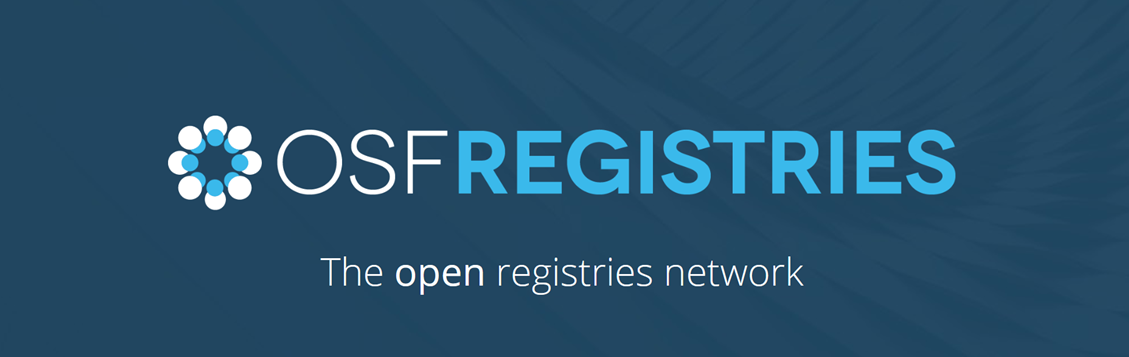 OSFREGISTRIES
The open registries network